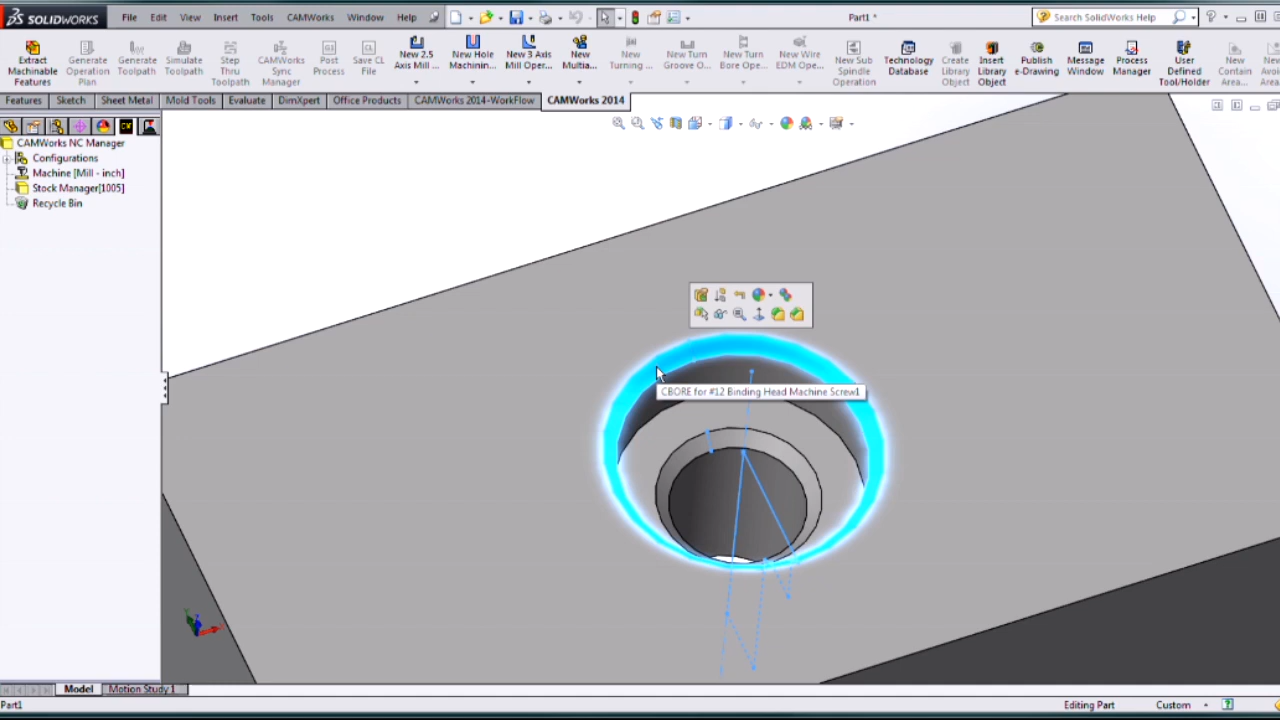 SOLIDWORKS File Edit View Insert Tools CAMWorks Window Help Part1 * Search SolidWorks Help
Extract Machinable Features
Generate Operation Plan
Generate Toolpath
Simulate Toolpath
Step Thru Toolpath
CAMWorks Sync Manager
Post Process
Save CL File
New 2.5 Axis Mill ...
New Hole Machinin...
New 3 Axis Mill Oper...
New Multia...
New Turning ...
New Turn Groove O...
New Turn Bore Ope...
New Wire EDM Ope...
New Sub Spindle Operation
Technology Database
Create Library Object
Insert Library Object
Publish e-Drawing
Message Window
Process Manager
User Defined Tool/Holder
New Contain Area...
Features Sketch Sheet Metal Mold Tools Evaluate DimXpert Office Products CAMWorks 2014-WorkFlow CAMWorks 2014
CAMWorks NC Manager
Configurations
Machine [Mill - inch]
Stock Manager[1005]
Recycle Bin
CBORE for #12 Binding Head Machine Screw1
Model Motion Study 1
Part1 Editing Part Custom